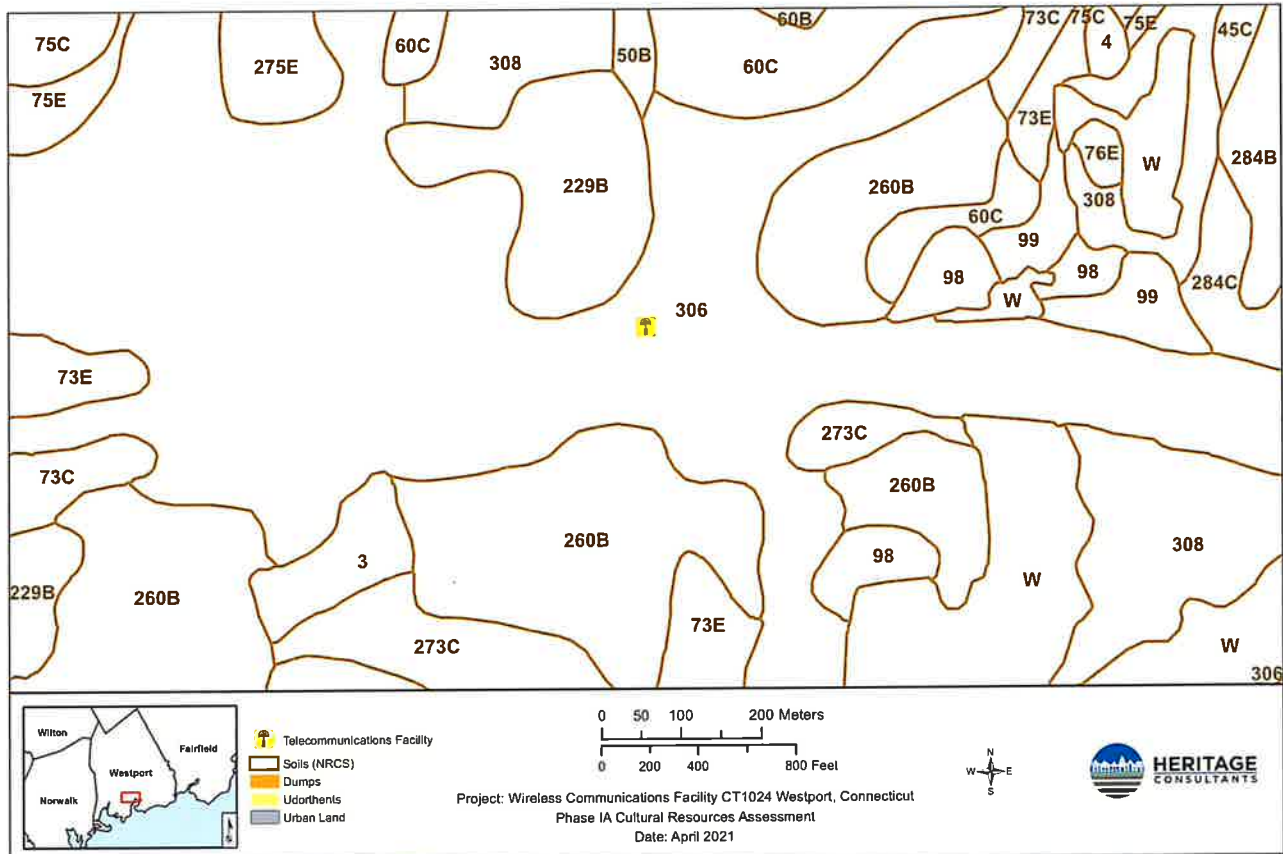 75C
275E
60C
308
50B
60C
60B
73C
75C
4
75E
45C
75E
73E
76E
W
284B
229B
260B
308
60C
99
98
98
W
99
284C
306
73E
273C
73C
260B
260B
3
98
308
229B
260B
W
73E
273C
W
306
Wilton
Fairfield
Westport
Norwalk
Telecommunications Facility
Soils (NRCS)
Dumps
Udorthents
Urban Land
0 50 100 200 Meters
0 200 400 800 Feet
Project: Wireless Communications Facility CT1024 Westport, Connecticut
Phase IA Cultural Resources Assessment
Date: April 2021
N
W E
S
HERITAGE
CONSULTANTS